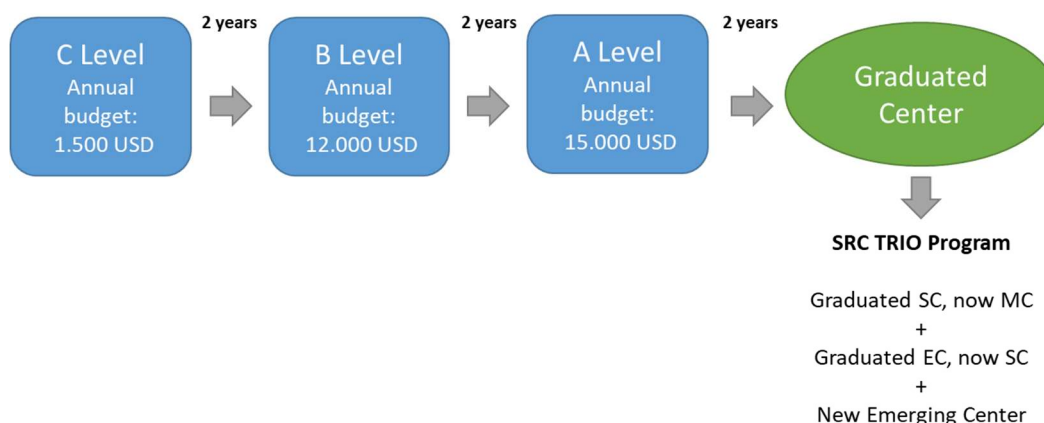 2 years
2 years
2 years
C Level
Annual
budget:
1.500 USD
B Level
Annual
budget:
12.000 USD
A Level
Annual
budget:
15.000 USD
Graduated
Center
SRC TRIO Program
Graduated SC, now MC
+
Graduated EC, now SC
+
New Emerging Center